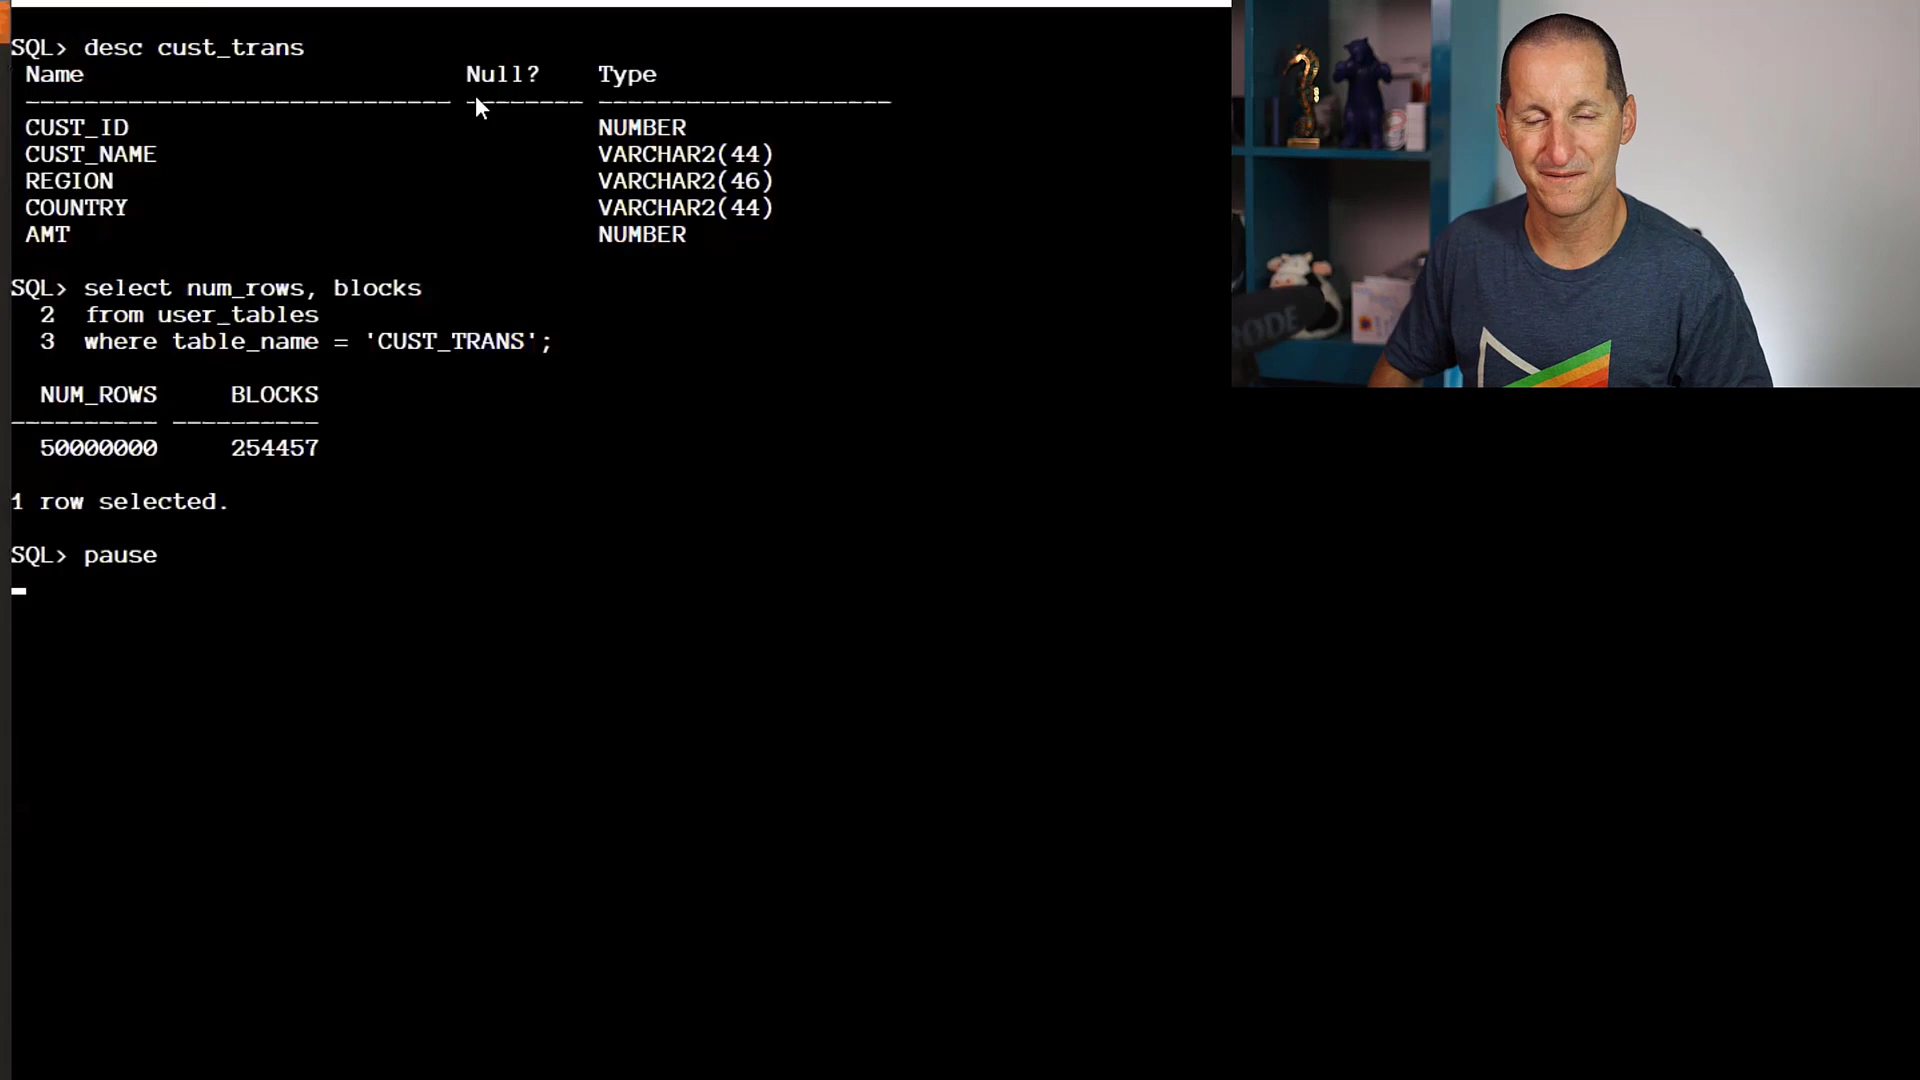 SQL> desc cust_trans
Name Null? Type
----------------------------- -------- --------------------
CUST_ID NUMBER
CUST_NAME VARCHAR2(44)
REGION VARCHAR2(46)
COUNTRY VARCHAR2(44)
AMT NUMBER
SQL> select num_rows, blocks
2 from user_tables
3 where table_name = 'CUST_TRANS';
NUM_ROWS BLOCKS
---------- ----------
50000000 254457
1 row selected.
SQL> pause
RODE